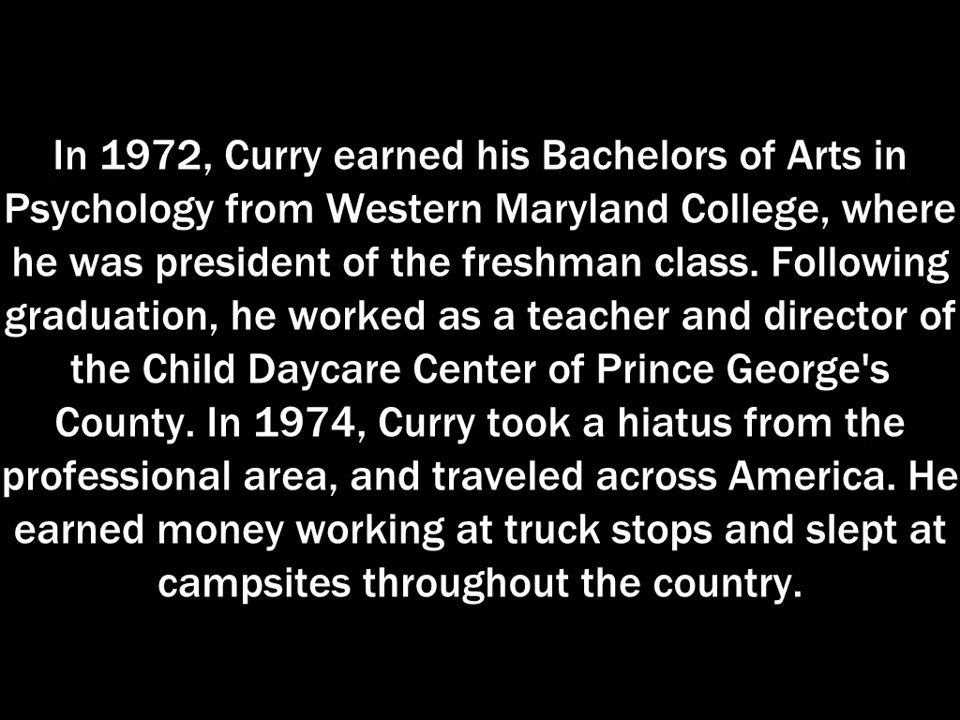 In 1972, Curry earned his Bachelors of Arts in
Psychology from Western Maryland College, where
he was president of the freshman class. Following
graduation, he worked as a teacher and director of
the Child Daycare Center of Prince George's
County. In 1974, Curry took a hiatus from the
professional area, and traveled across America. He
earned money working at truck stops and slept at
campsites throughout the country.